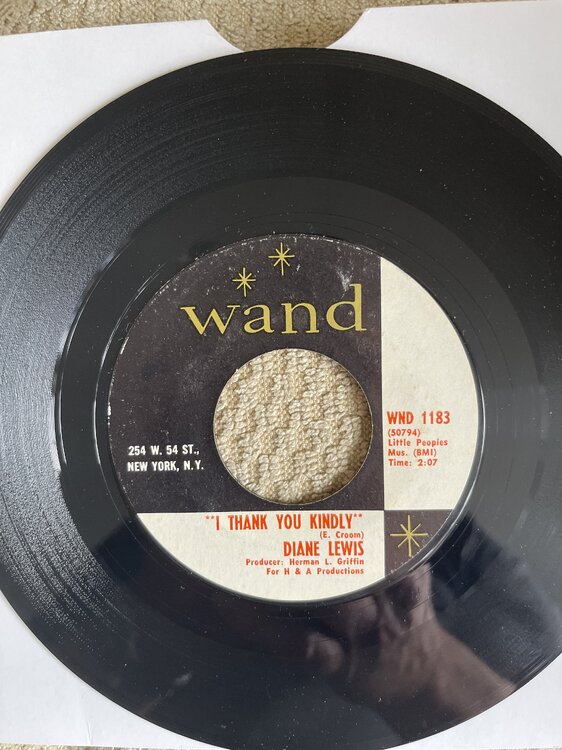 wand
254 W. 54 ST.,
NEW YORK, N.Y.
WND 1183
(50794)
Little Peoples
Mus. (BMI)
Time: 2:07
"I THANK YOU KINDLY"
(E. Croom)
DIANE LEWIS
Producer: Herman L. Griffin
For H & A Productions